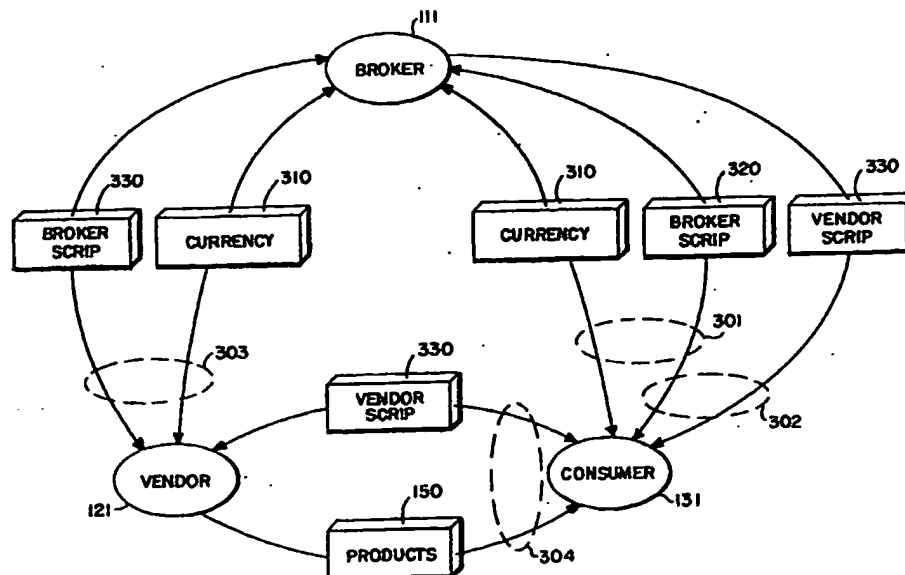 111
BROKER
330
310
310
320
330
BROKER
SCRIP
CURRENCY
CURRENCY
BROKER
SCRIP
VENDOR
SCRIP
303
301
330
VENDOR
SCRIP
302
VENDOR
CONSUMER
121
150
131
PRODUCTS
304